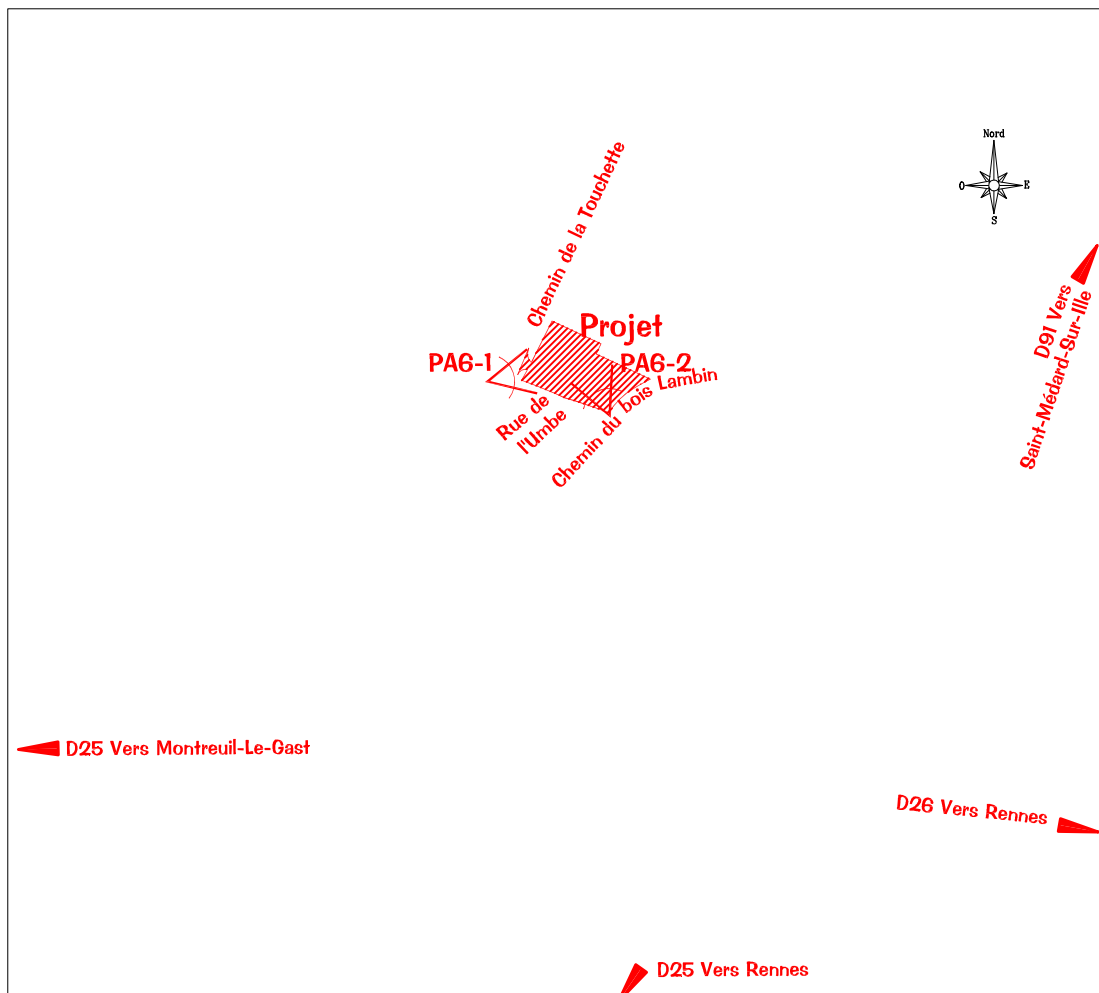 Nord
O
E
S
Chemin de la Touchette
D91 Vers
Saint-Médard-Sur-Ille
Projet
PA6-1
PA6-2
Rue de
l'Umbe
Chemin du bois Lambin
D25 Vers Montreuil-Le-Gast
D26 Vers Rennes
D25 Vers Rennes